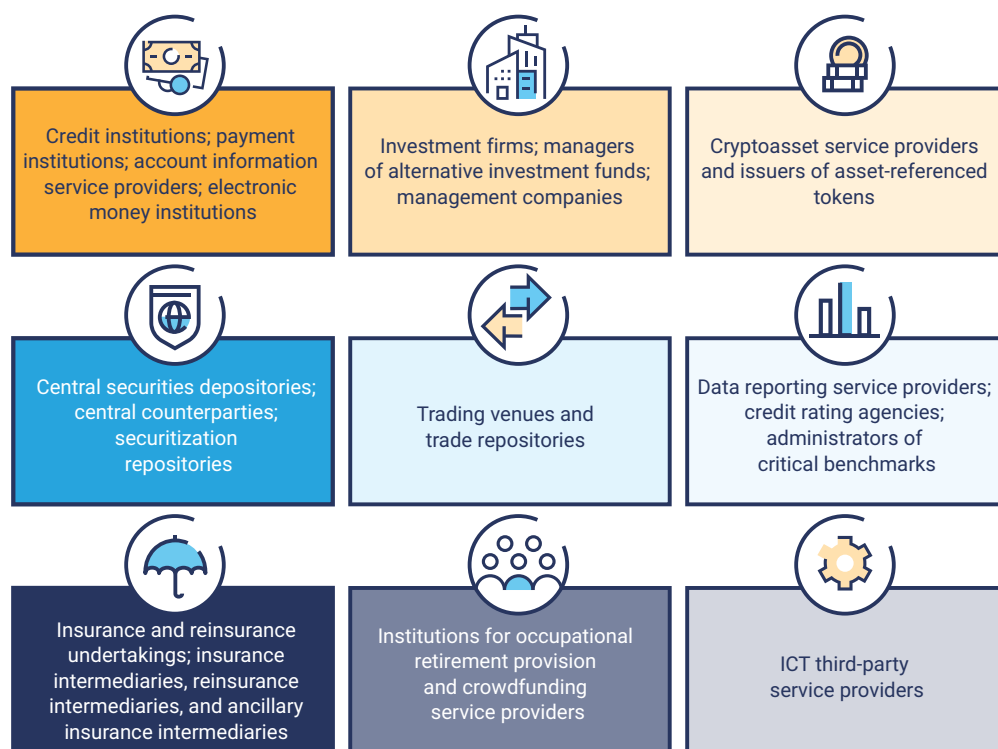 Credit institutions; payment
institutions; account information
service providers; electronic
money institutions
Investment firms; managers
of alternative investment funds;
management companies
Cryptoasset service providers
and issuers of asset-referenced
tokens
Central securities depositories;
central counterparties;
securitization
repositories
Trading venues and
trade repositories
Data reporting service providers;
credit rating agencies;
administrators of
critical benchmarks
Insurance and reinsurance
undertakings; insurance
intermediaries, reinsurance
intermediaries, and ancillary
insurance intermediaries
Institutions for occupational
retirement provision
and crowdfunding
service providers
ICT third-party
service providers